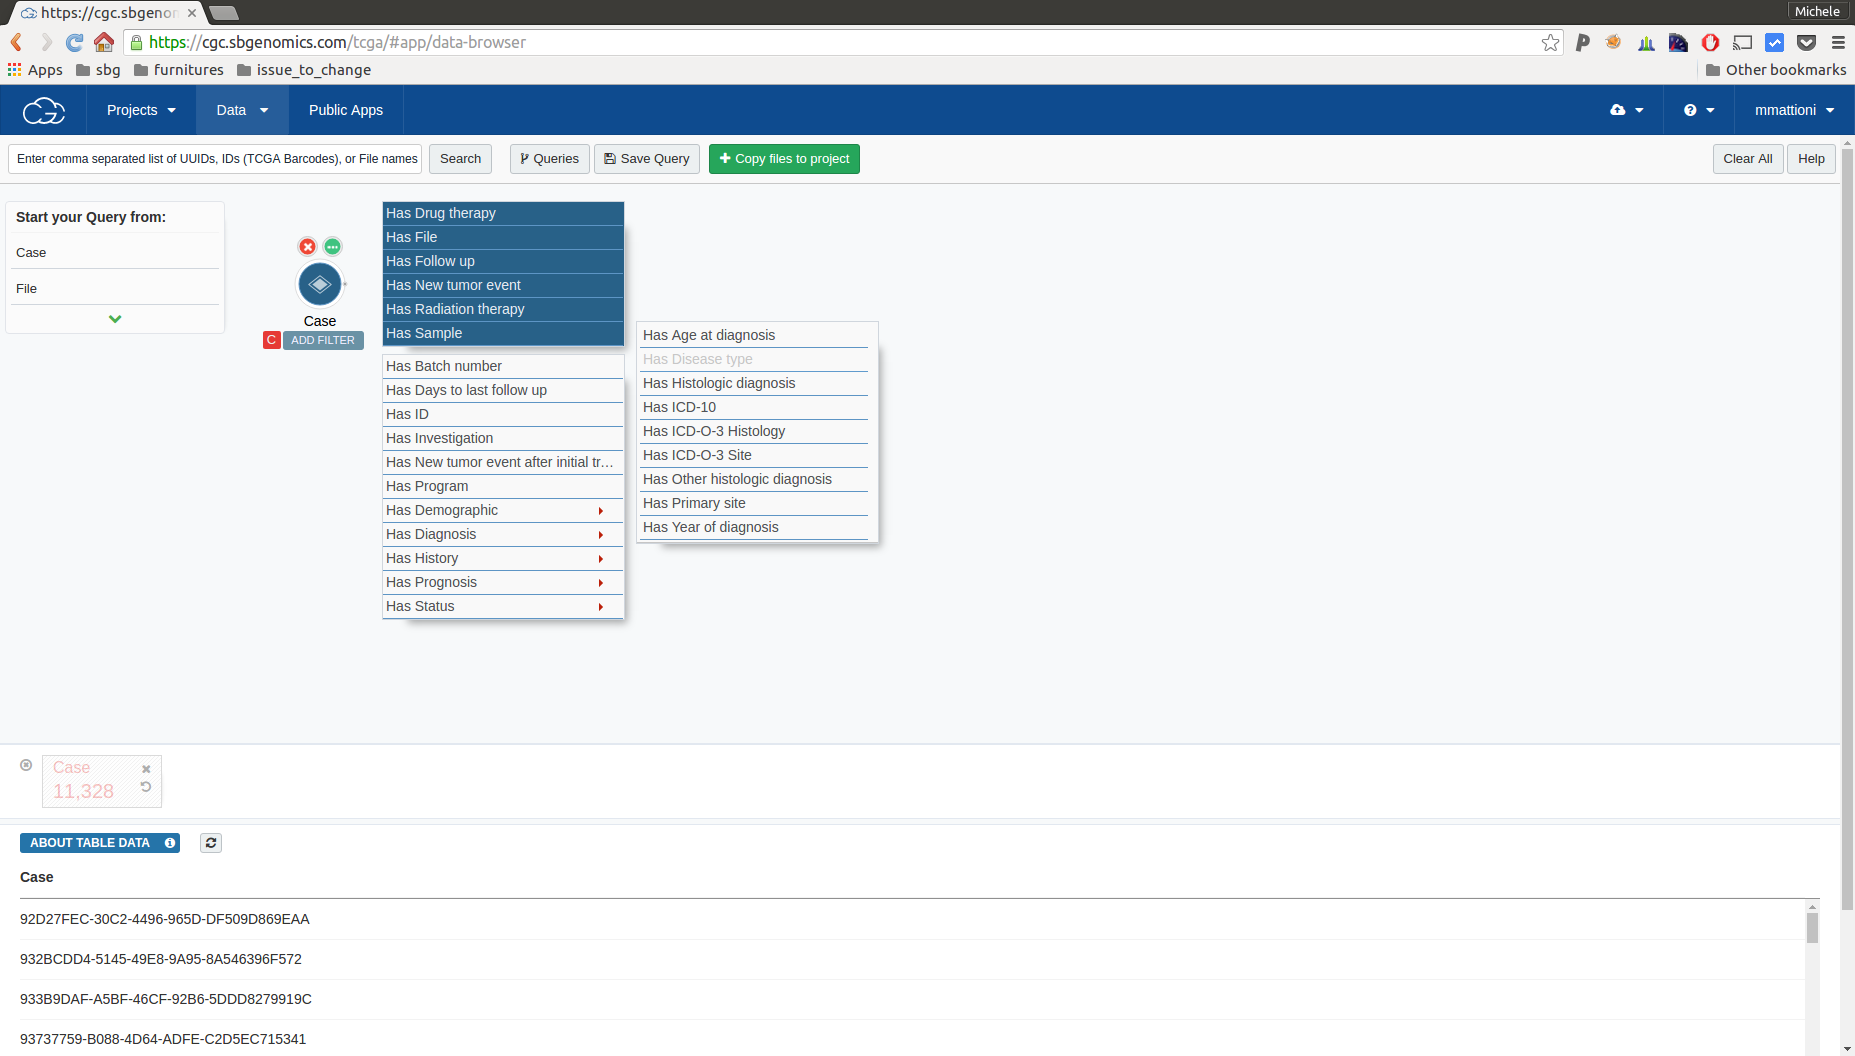 https://cgc.sbgenom
Michele
https://cgc.sbgenomics.com/tcga/#app/data-browser
Apps sbg furnitures issue_to_change Other bookmarks
Projects Data Public Apps mmattioni
Enter comma separated list of UUIDs, IDs (TCGA Barcodes), or File names Search Queries Save Query Copy files to project Clear All Help
Start your Query from:
Case
File
Case
C ADD FILTER
Has Drug therapy
Has File
Has Follow up
Has New tumor event
Has Radiation therapy
Has Sample
Has Batch number
Has Days to last follow up
Has ID
Has Investigation
Has New tumor event after initial tr...
Has Program
Has Demographic
Has Diagnosis
Has History
Has Prognosis
Has Status
Has Age at diagnosis
Has Disease type
Has Histologic diagnosis
Has ICD-10
Has ICD-O-3 Histology
Has ICD-O-3 Site
Has Other histologic diagnosis
Has Primary site
Has Year of diagnosis
Case
11,328
ABOUT TABLE DATA
Case
92D27FEC-30C2-4496-965D-DF509D869EAA
932BCDD4-5145-49E8-9A95-8A546396F572
933B9DAF-A5BF-46CF-92B6-5DDD8279919C
93737759-B088-4D64-ADFE-C2D5EC715341